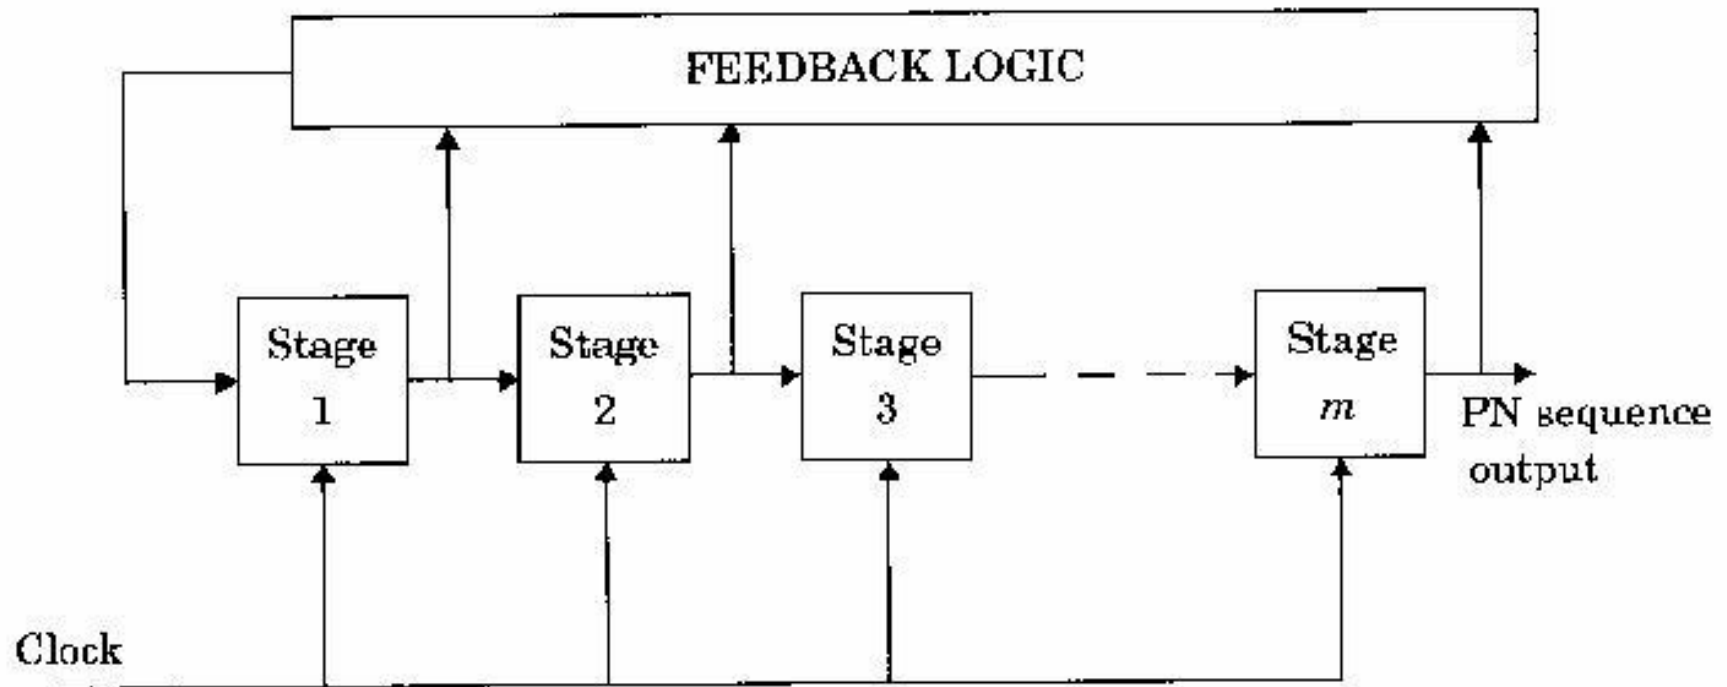 FEEDBACK LOGIC
Stage
1
Stage
2
Stage
3
Stage
m
PN sequence
output
Clock